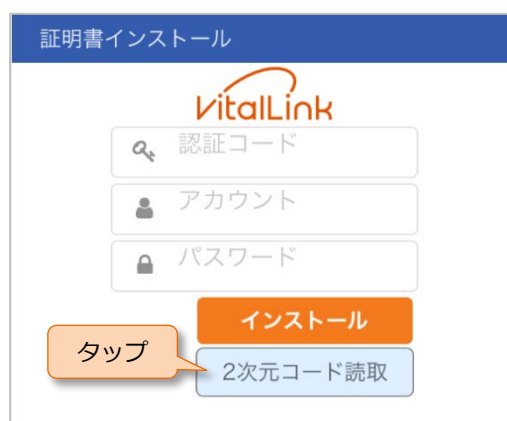 証明書インストール
VitalLink
認証コード
アカウント
パスワード
インストール
タップ
2次元コード読取